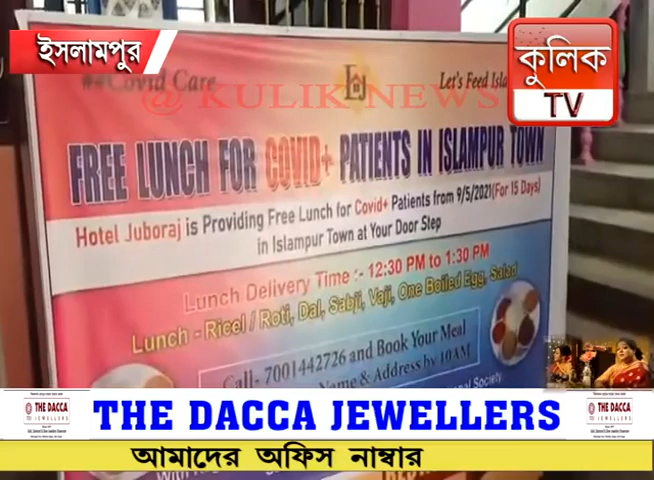 ইসলামপুর
কুলিক
TV
#Covid Care
Let's Feed
@ KULIK NEWS
FREE LUNCH FOR COVID+ PATIENTS IN ISLAMPUR TOWN
Hotel Juboraj is Providing Free Lunch for Covid+ Patients from 9/5/2021(For 15 Days)
in Islampur Town at Your Door Step
Lunch Delivery Time :- 12:30 PM to 1:30 PM
Lunch - Ricel / Roti, Dal, Sabji, Vaji, One Boiled Egg, Salad
Call- 7001442726 and Book Your Meal
Name & Address by 10AM
Society
THE DACCA
JEWELLERS
THE DACCA JEWELLERS
THE DACCA
JEWELLERS
আমাদের অফিস নাম্বার